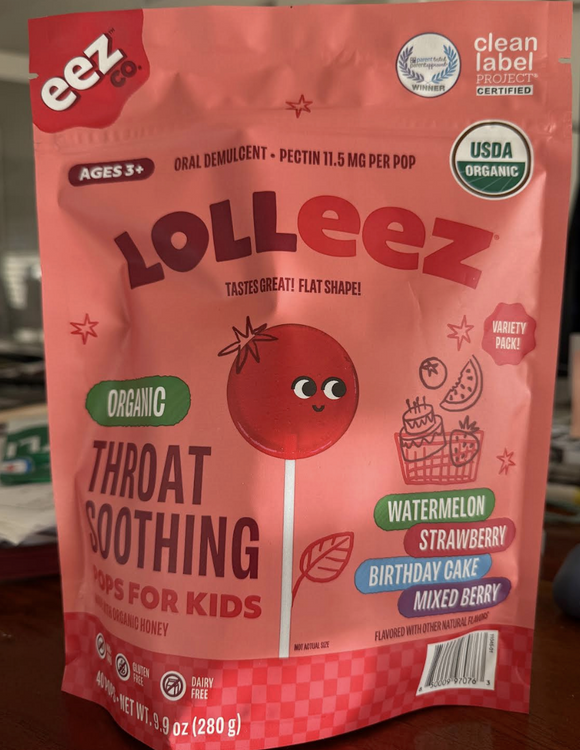 eez
co.
WINNER
clean
label
PROJECT
CERTIFIED
AGES 3+
ORAL DEMULCENT • PECTIN 11.5 MG PER POP
USDA
ORGANIC
LOLLeez
TASTES GREAT! FLAT SHAPE!
VARIETY
PACK!
ORGANIC
THROAT
SOOTHING
POPS FOR KIDS
ORGANIC HONEY
WATERMELON
STRAWBERRY
BIRTHDAY CAKE
MIXED BERRY
FLAVORED WITH OTHER NATURAL FLAVORS
NOT ACTUAL SIZE
GLUTEN
FREE
DAIRY
FREE
40 POPS • NET WT. 9.9 oz (280 g)